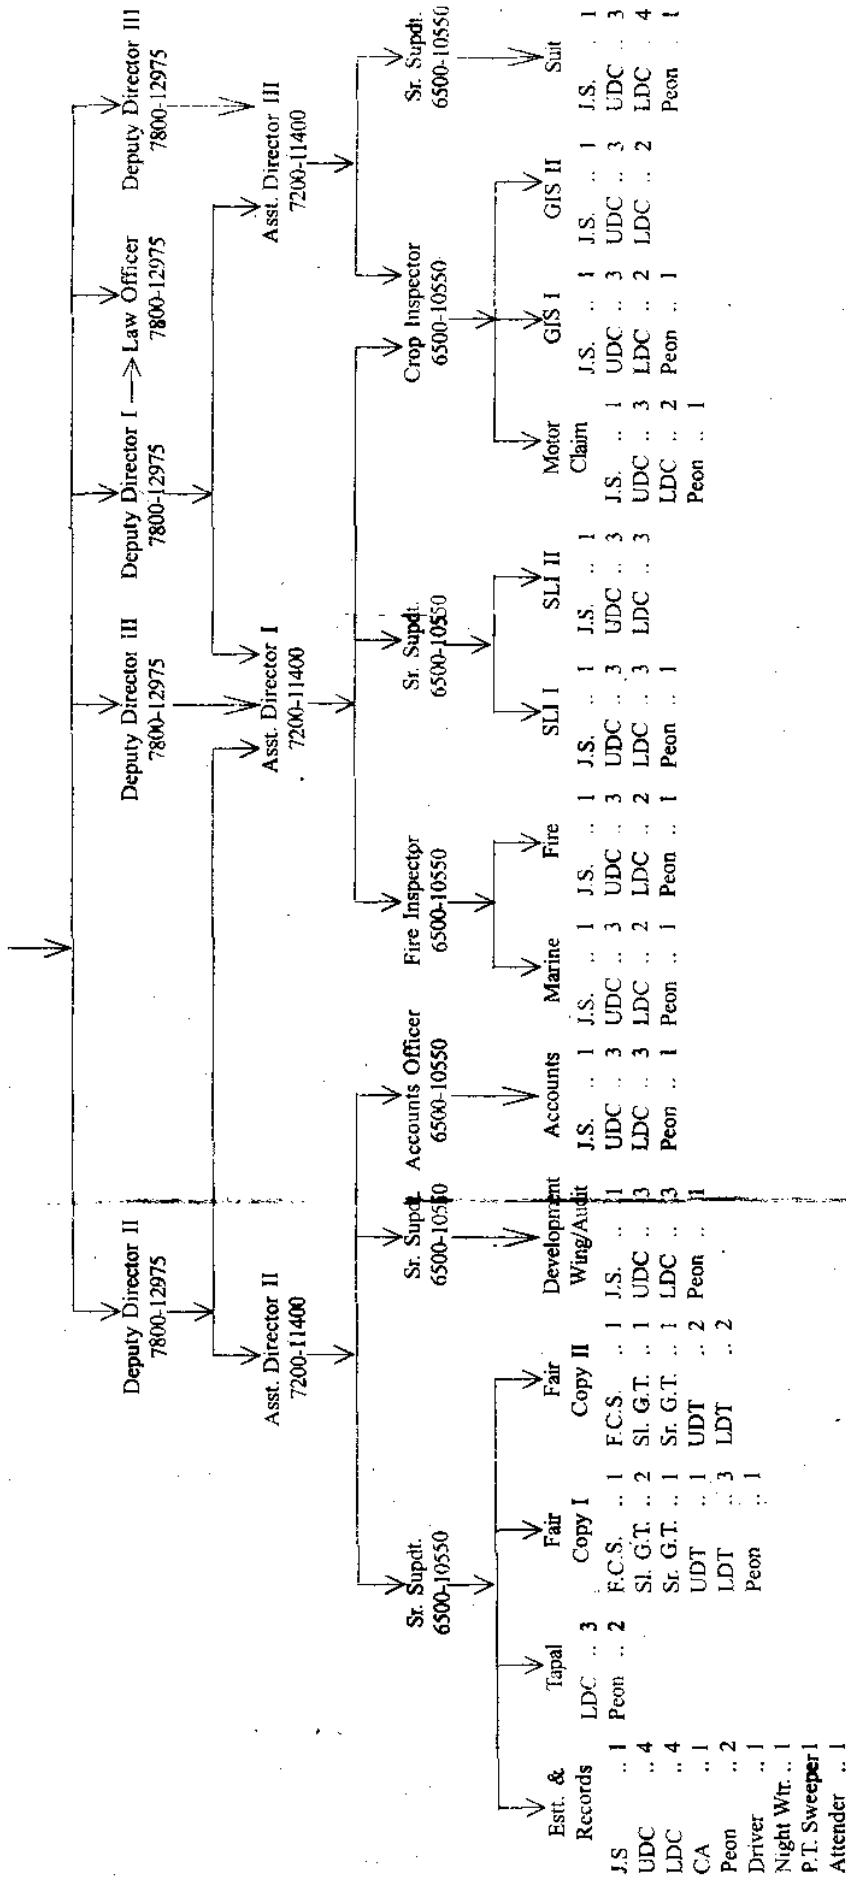 Deputy Director II
7800-12975
Deputy Director III
7800-12975
Deputy Director I
7800-12975
Law Officer
7800-12975
Deputy Director III
7800-12975
Asst. Director II
7200-11400
Asst. Director I
7200-11400
Asst. Director III
7200-11400
Sr. Supdt.
6500-10550
Sr. Supdt.
6500-10550
Accounts Officer
6500-10550
Fire Inspector
6500-10550
Sr. Supdt.
6500-10550
Crop Inspector
6500-10550
Sr. Supdt.
6500-10550
Estt. &
Records
J.S .. 1
UDC .. 4
LDC .. 4
CA .. 1
Peon .. 2
Driver .. 1
Night Wtr. .. 1
P.T. Sweeper 1
Attender .. 1
Tapal
LDC .. 3
Peon .. 2
Fair
Copy I
F.C.S. .. 1
Sl. G.T. .. 2
Sr. G.T. .. 1
UDT .. 1
LDT .. 3
Peon .. 1
Fair
Copy II
F.C.S. .. 1
Sl. G.T. .. 1
Sr. G.T. .. 1
UDT .. 2
LDT .. 2
Development
Wing/Audit
J.S. .. 1
UDC .. 3
LDC .. 3
Peon .. 1
Accounts
J.S. .. 1
UDC .. 3
LDC .. 3
Peon .. 1
Marine
J.S. .. 1
UDC .. 3
LDC .. 2
Peon .. 1
Fire
J.S. .. 1
UDC .. 3
LDC .. 2
Peon .. 1
SLI I
J.S. .. 1
UDC .. 3
LDC .. 3
Peon .. 1
SLI II
J.S. .. 1
UDC .. 3
LDC .. 3
Motor
Claim
J.S. .. 1
UDC .. 3
LDC .. 2
Peon .. 1
GIS I
J.S. .. 1
UDC .. 3
LDC .. 2
Peon .. 1
GIS II
J.S. .. 1
UDC .. 3
LDC .. 2
Suit
J.S. .. 1
UDC .. 3
LDC .. 4
Peon .. 1